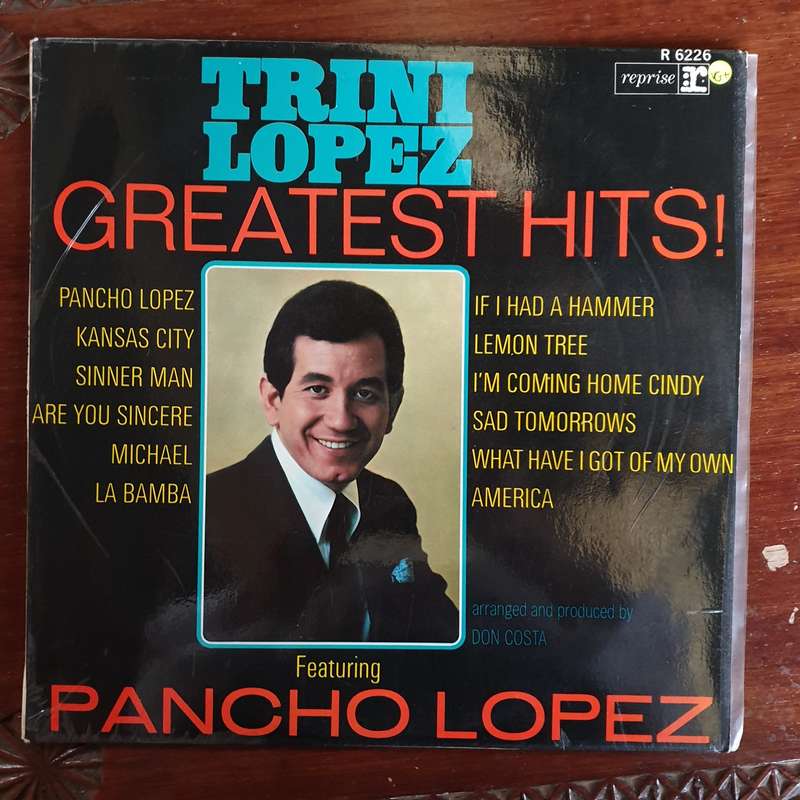 R 6226
reprise r:
G+
TRINI
LOPEZ
GREATEST HITS!
PANCHO LOPEZ
KANSAS CITY
SINNER MAN
ARE YOU SINCERE
MICHAEL
LA BAMBA
IF I HAD A HAMMER
LEMON TREE
I'M COMING HOME CINDY
SAD TOMORROWS
WHAT HAVE I GOT OF MY OWN
AMERICA
arranged and produced by
DON COSTA
Featuring
PANCHO LOPEZ